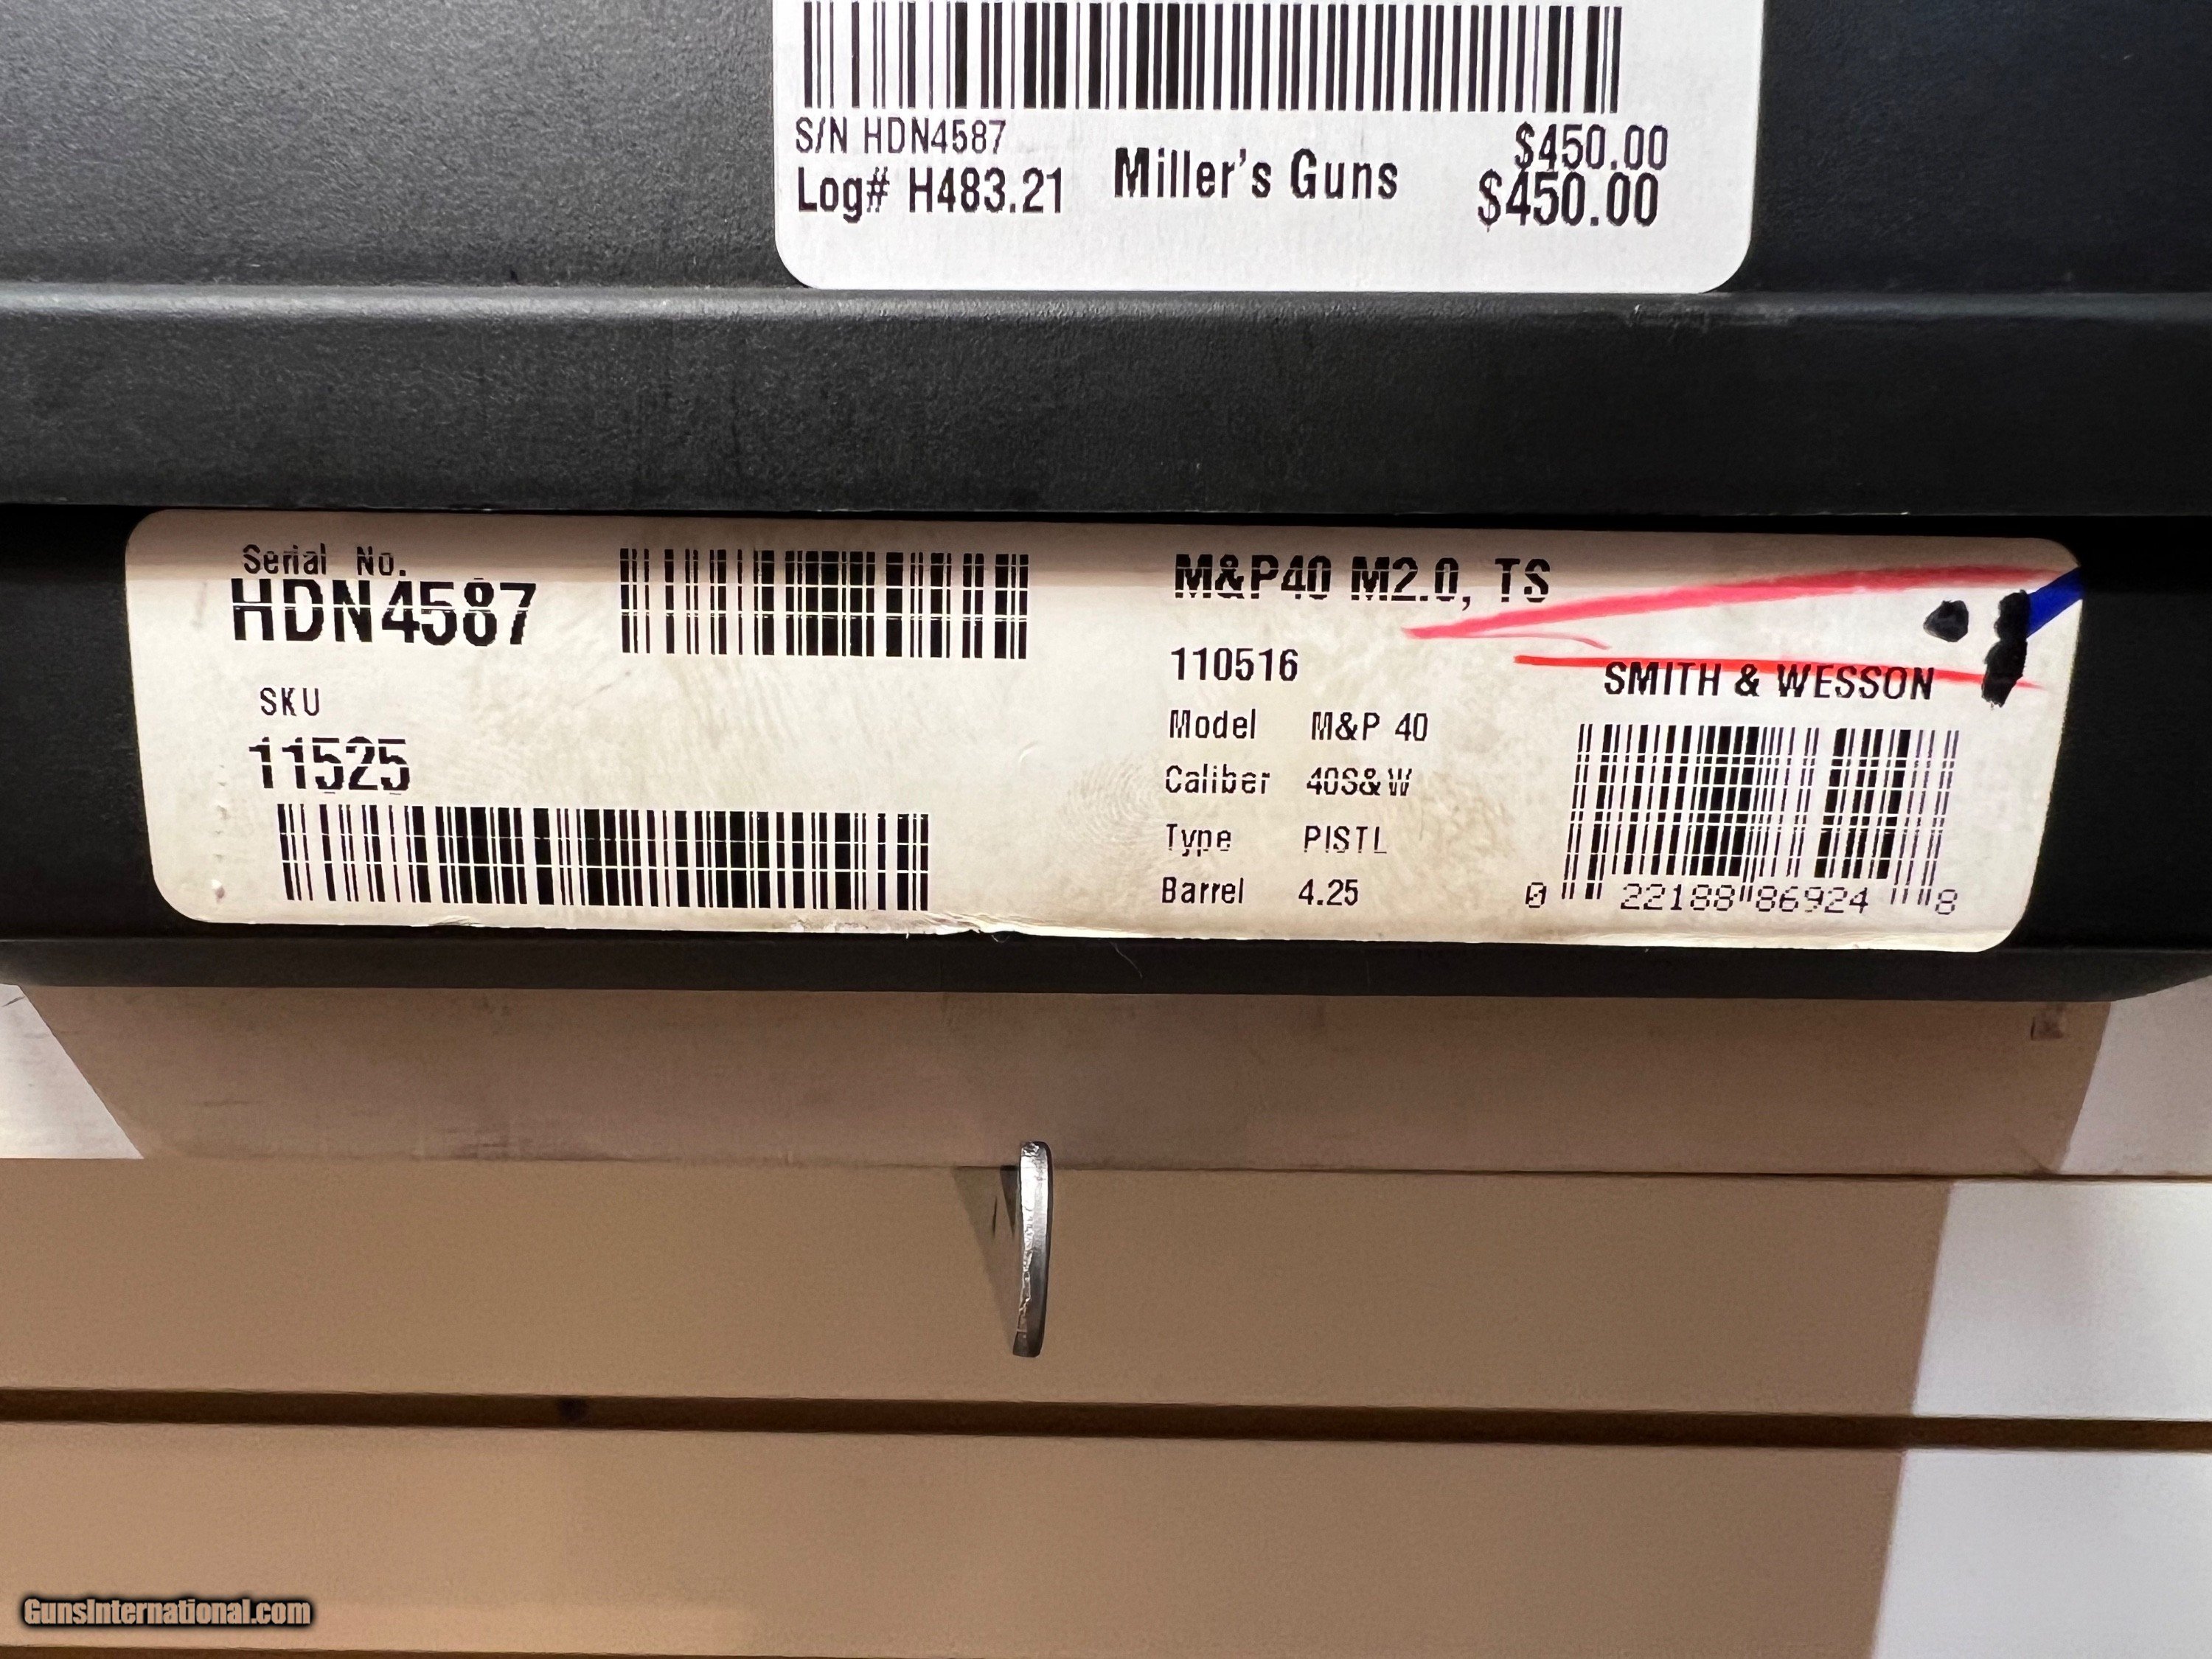 S/N HDN4587
Log# H483.21
Miller's Guns
$450.00
$450.00
Serial No.
HDN4587
SKU
11525
M&P40 M2.0, TS
110516
Model M&P 40
Caliber 40S&W
Type PISTL
Barrel 4.25
SMITH & WESSON
0 22188 86924 8
GunsInternational.com